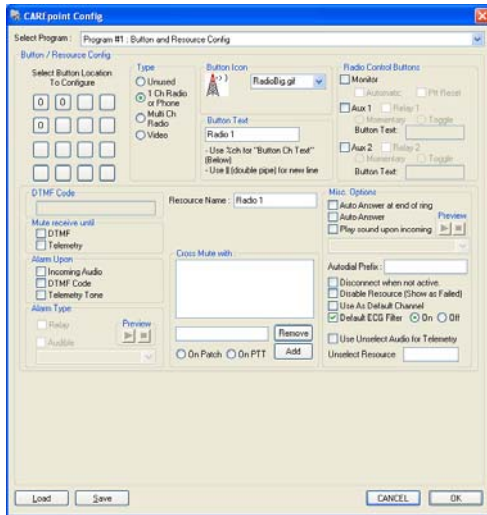 CAREpoint Config
Select Program : Program #1 : Button and Resource Config
Button / Resource Config
Select Button Location
To Configure
0 0
0
Type
Unused
1 Ch Radio
or Phone
Multi Ch
Radio
Video
Button Icon
RadioBig.gif
Button Text
Radio 1
- Use %ch for "Button Ch Text"
(Below)
- Use || (double pipe) for new line
Radio Control Buttons
Monitor
Automatic Ptt Reset
Aux 1 Relay 1
Momentary Toggle
Button Text:
Aux 2 Relay 2
Momentary Toggle
Button Text:
DTMF Code
Mute receive until
DTMF
Telemetry
Alarm Upon
Incoming Audio
DTMF Code
Telemetry Tone
Alarm Type
Relay
Audible
Preview
Resource Name : Radio 1
Cross Mute with
Remove
On Patch On PTT Add
Misc. Options
Auto Answer at end of ring
Auto Answer
Preview
Play sound upon incoming
Autodial Prefix :
Disconnect when not active.
Disable Resource (Show as Failed)
Use As Default Channel
Default ECG Filter On Off
Use Unselect Audio for Telemetry
Unselect Resource
Load Save CANCEL OK